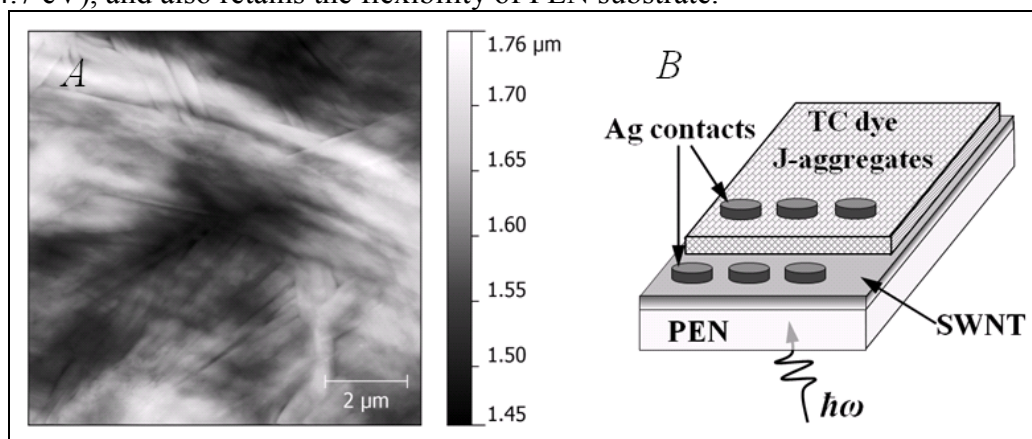 4.7 eV), and also retains the flexibility of PEN substrate.
A
1.76 µm
1.70
1.65
1.60
1.55
1.50
1.45
2 µm
B
Ag contacts
TC dye
J-aggregates
PEN
SWNT
ħω